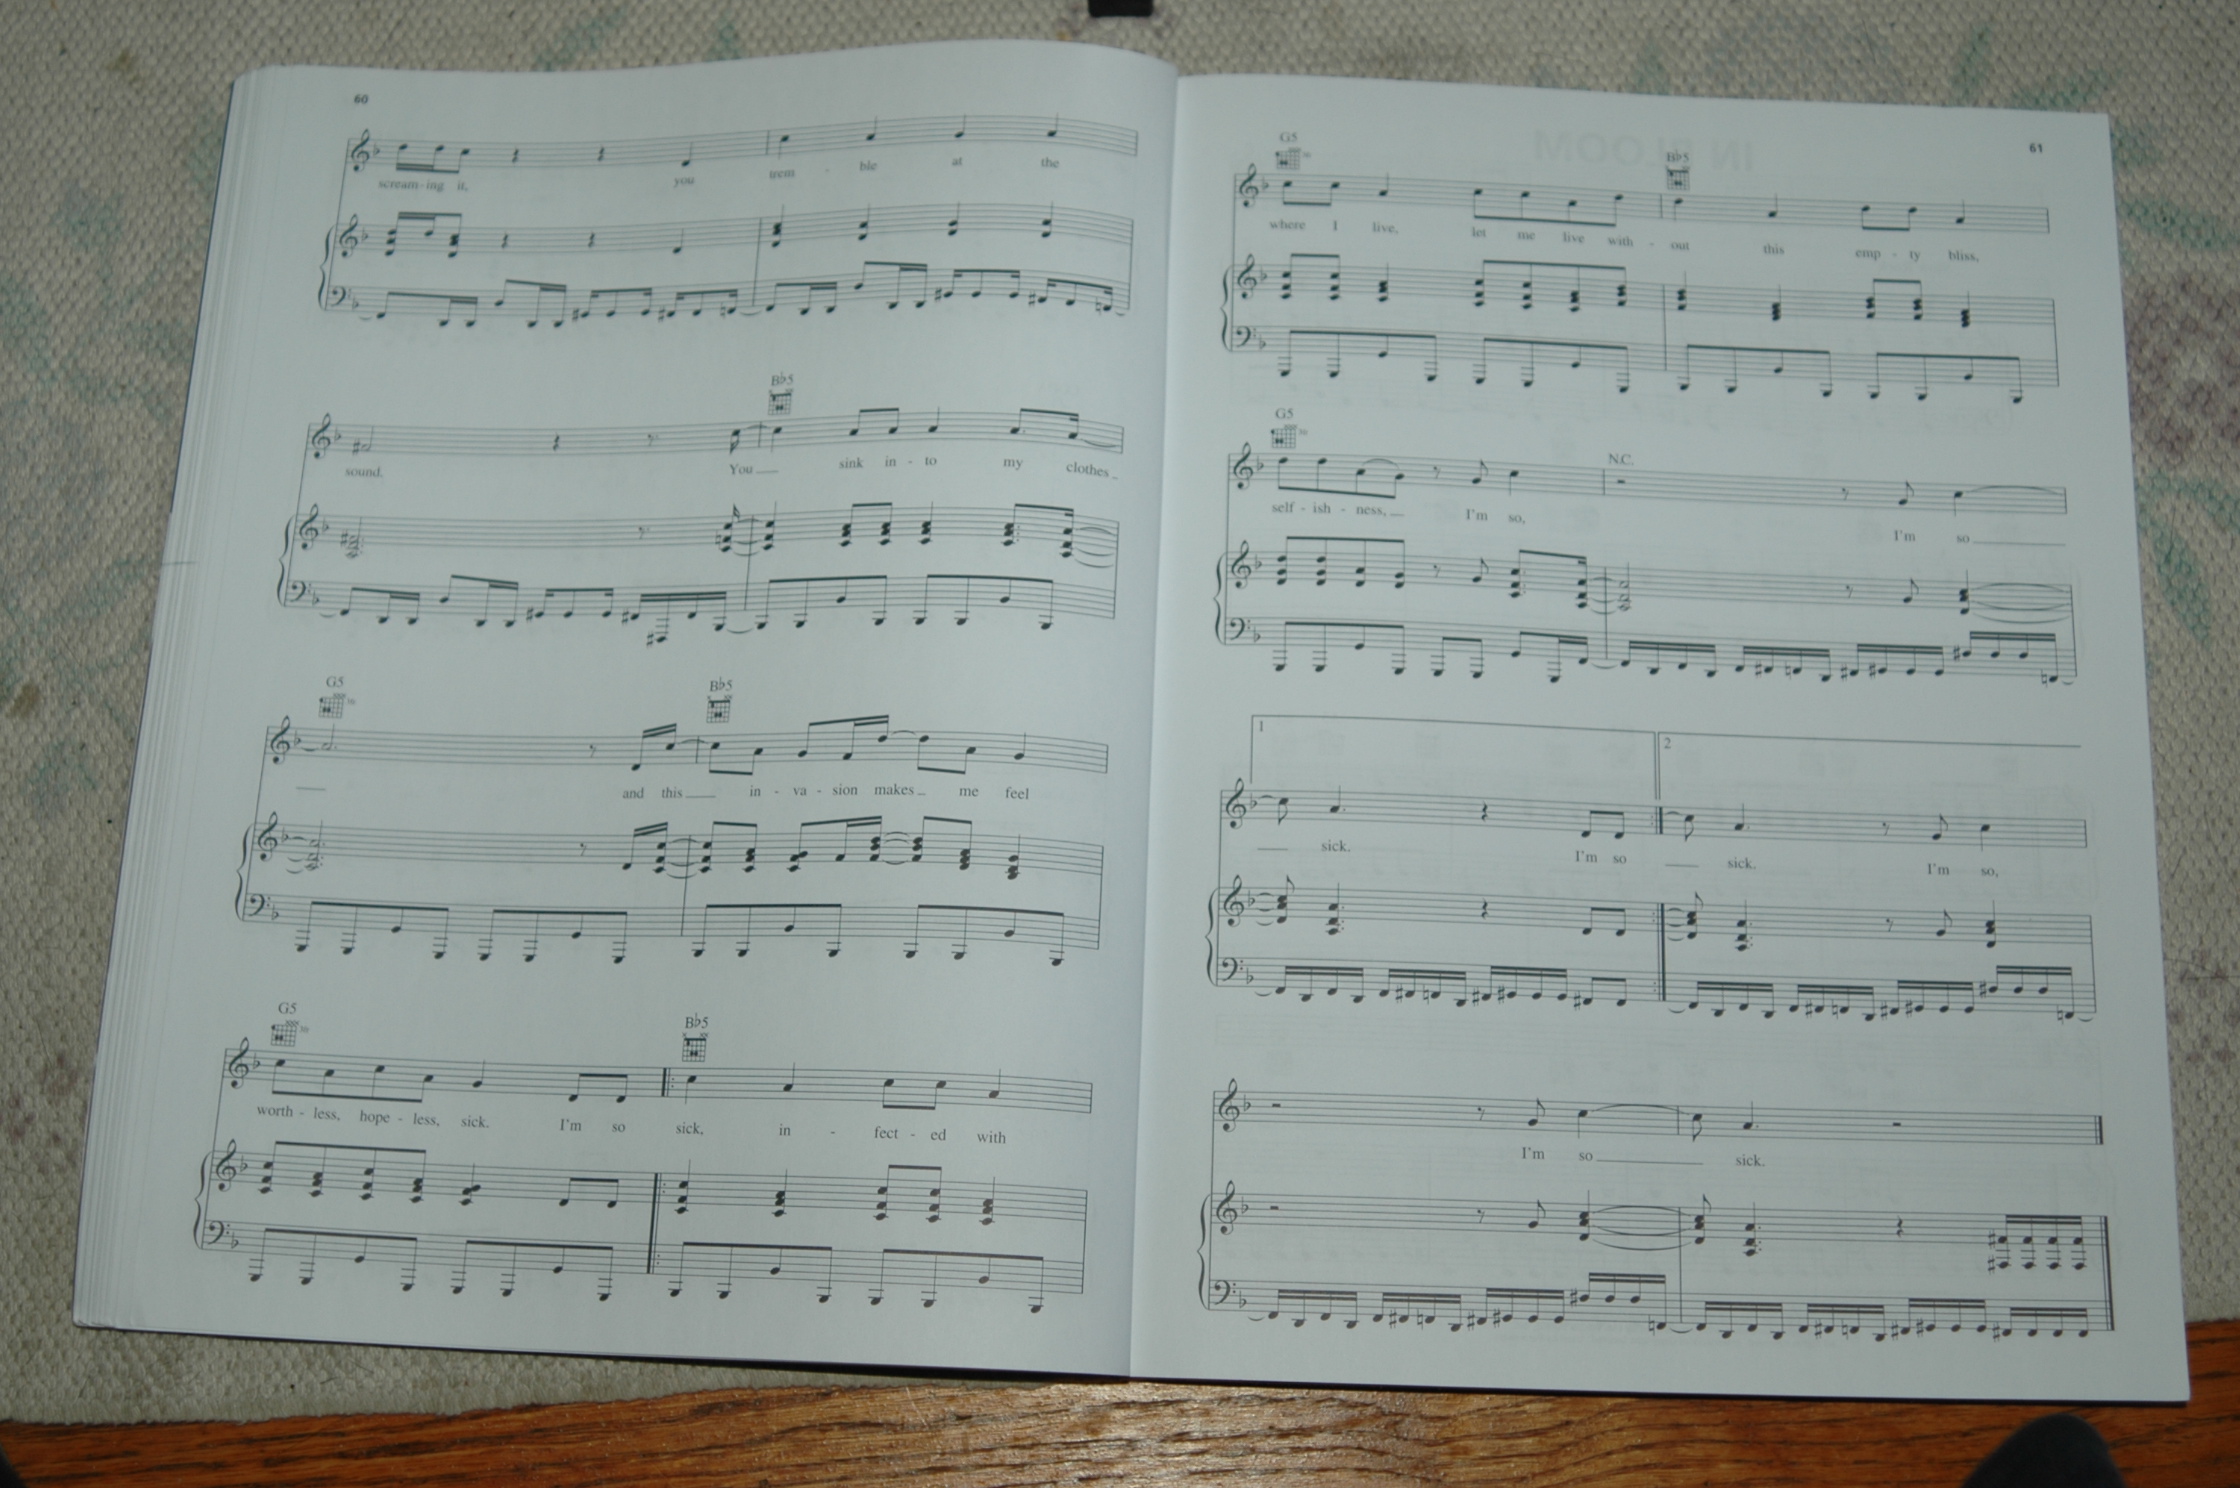 60
scream-ing it, you trem - ble at the
B♭5
sound. You sink in - to my clothes
G5 B♭5
and this in - va - sion makes me feel
G5 B♭5
worth - less, hope - less, sick. I'm so sick, in - fect - ed with
61
G5 B♭5
where I live, let me live with - out this emp - ty bliss,
G5 N.C.
self - ish - ness, I'm so, I'm so
1 2
sick. I'm so sick. I'm so,
I'm so sick.
IN BLOOM